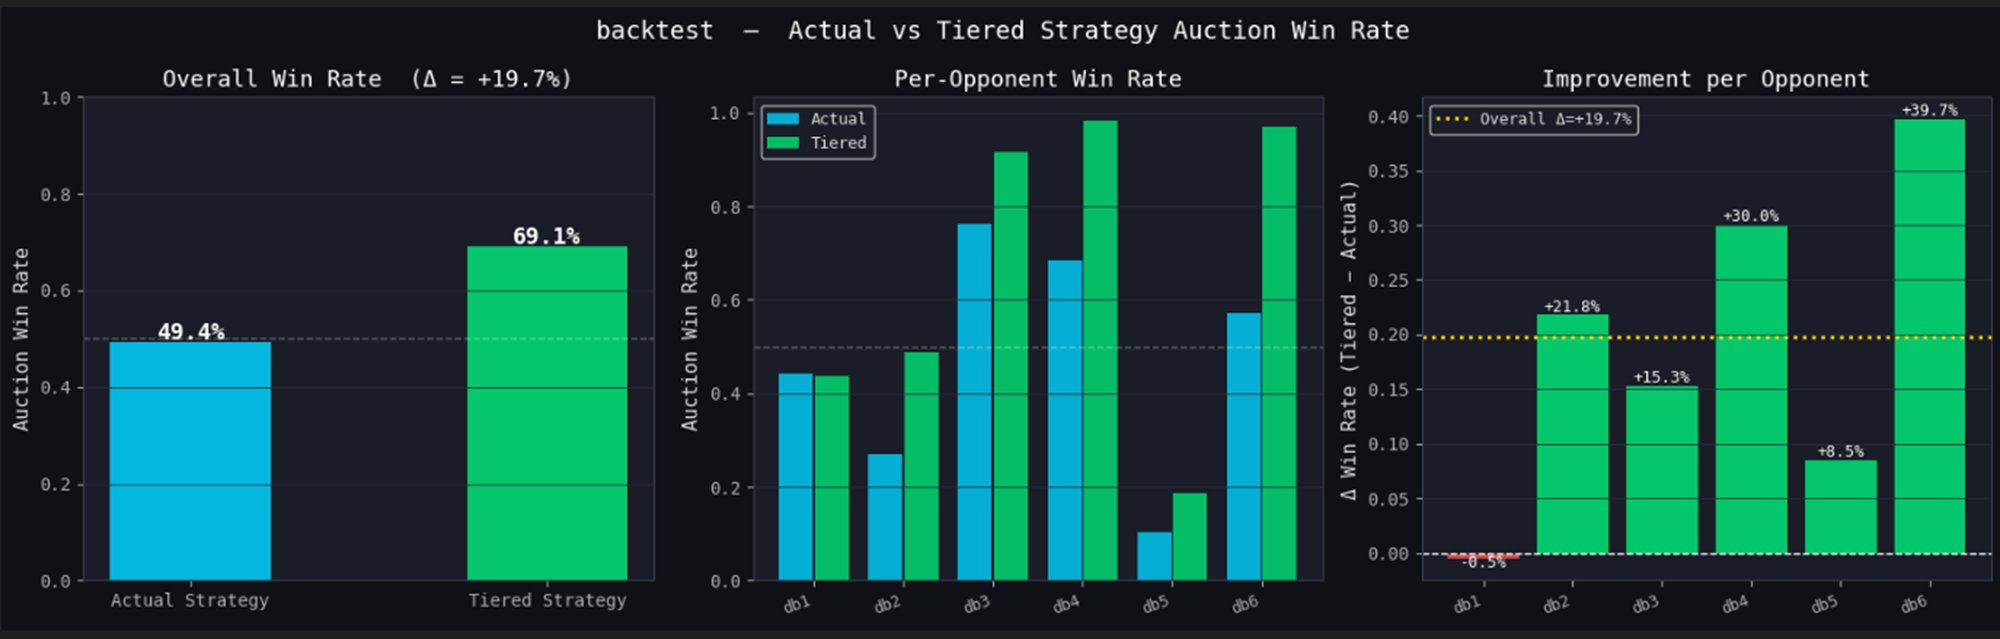 backtest — Actual vs Tiered Strategy Auction Win Rate
Overall Win Rate (Δ = +19.7%)
Auction Win Rate
1.0
0.8
0.6
0.4
0.2
0.0
49.4%
69.1%
Actual Strategy
Tiered Strategy
Per-Opponent Win Rate
Auction Win Rate
1.0
0.8
0.6
0.4
0.2
0.0
Actual
Tiered
db1
db2
db3
db4
db5
db6
Improvement per Opponent
Δ Win Rate (Tiered − Actual)
0.40
0.35
0.30
0.25
0.20
0.15
0.10
0.05
0.00
Overall Δ=+19.7%
-0.5%
+21.8%
+15.3%
+30.0%
+8.5%
+39.7%
db1
db2
db3
db4
db5
db6